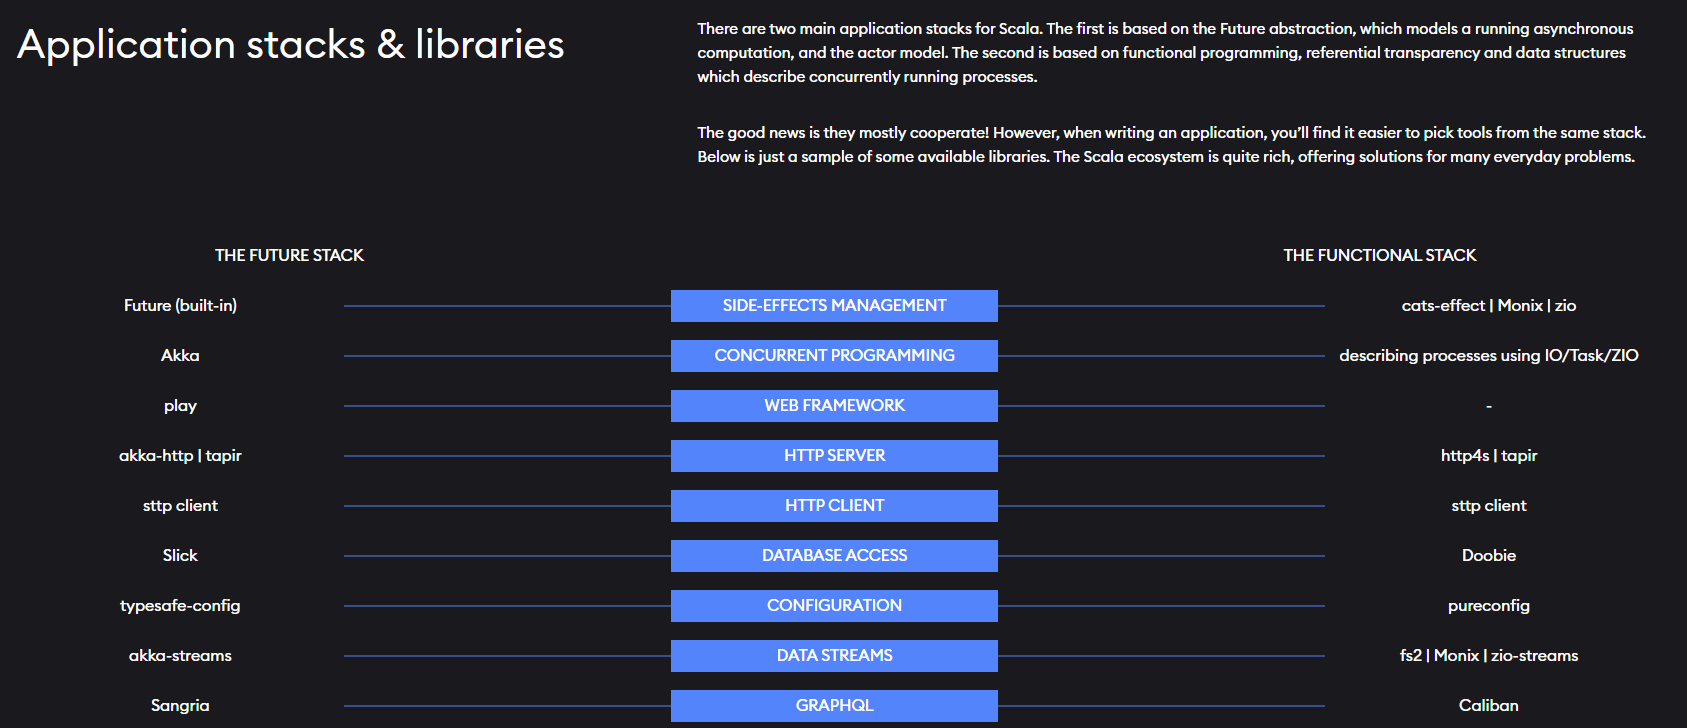 Application stacks & libraries
There are two main application stacks for Scala. The first is based on the Future abstraction, which models a running asynchronous
computation, and the actor model. The second is based on functional programming, referential transparency and data structures
which describe concurrently running processes.
The good news is they mostly cooperate! However, when writing an application, you'll find it easier to pick tools from the same stack.
Below is just a sample of some available libraries. The Scala ecosystem is quite rich, offering solutions for many everyday problems.
THE FUTURE STACK THE FUNCTIONAL STACK
Future (built-in) SIDE-EFFECTS MANAGEMENT cats-effect | Monix | zio
Akka CONCURRENT PROGRAMMING describing processes using IO/Task/ZIO
play WEB FRAMEWORK -
akka-http | tapir HTTP SERVER http4s | tapir
sttp client HTTP CLIENT sttp client
Slick DATABASE ACCESS Doobie
typesafe-config CONFIGURATION pureconfig
akka-streams DATA STREAMS fs2 | Monix | zio-streams
Sangria GRAPHQL Caliban